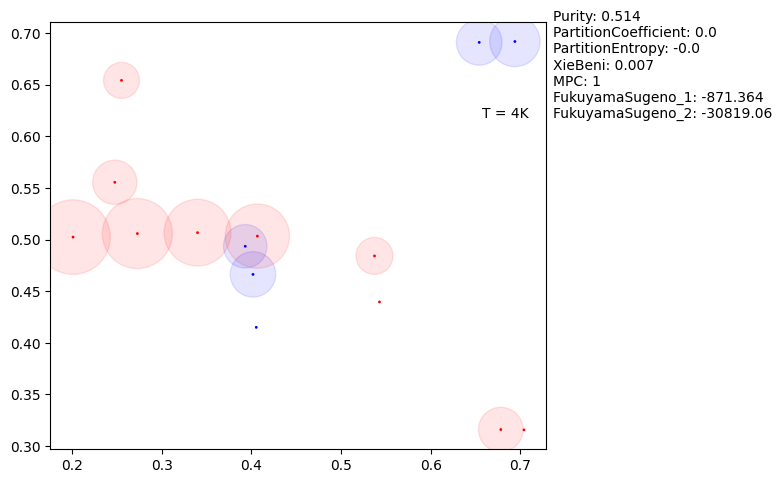 Purity: 0.514
PartitionCoefficient: 0.0
PartitionEntropy: -0.0
XieBeni: 0.007
MPC: 1
FukuyamaSugeno_1: -871.364
FukuyamaSugeno_2: -30819.06
T = 4K
0.70
0.65
0.60
0.55
0.50
0.45
0.40
0.35
0.30
0.2 0.3 0.4 0.5 0.6 0.7